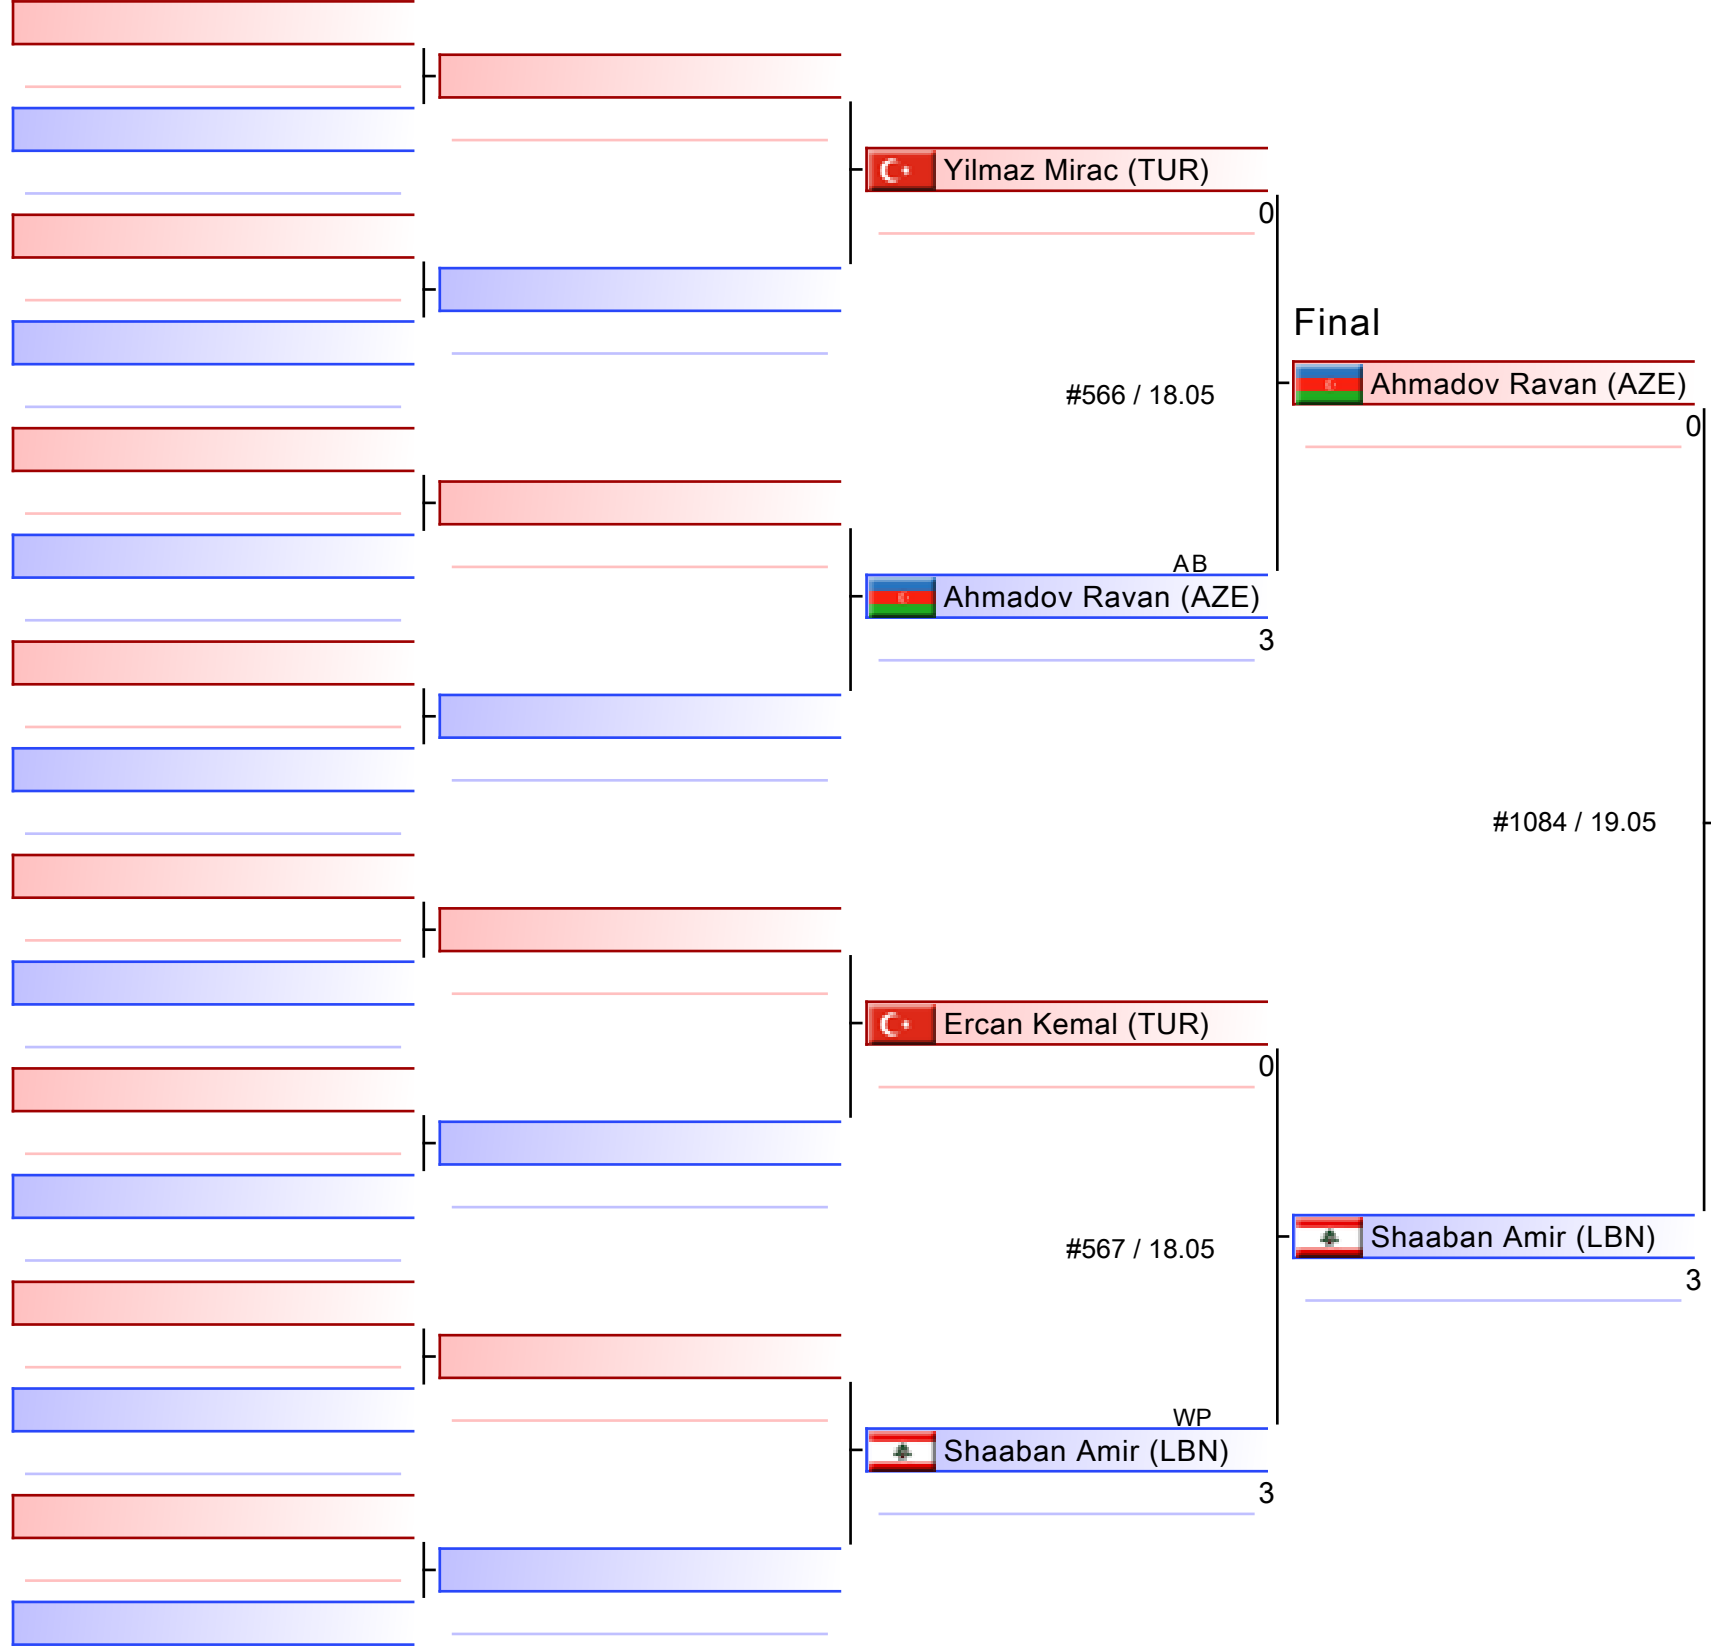 Yilmaz Mirac (TUR)
0
Final
#566 / 18.05
Ahmadov Ravan (AZE)
0
AB
Ahmadov Ravan (AZE)
3
#1084 / 19.05
Ercan Kemal (TUR)
0
#567 / 18.05
Shaaban Amir (LBN)
3
WP
Shaaban Amir (LBN)
3